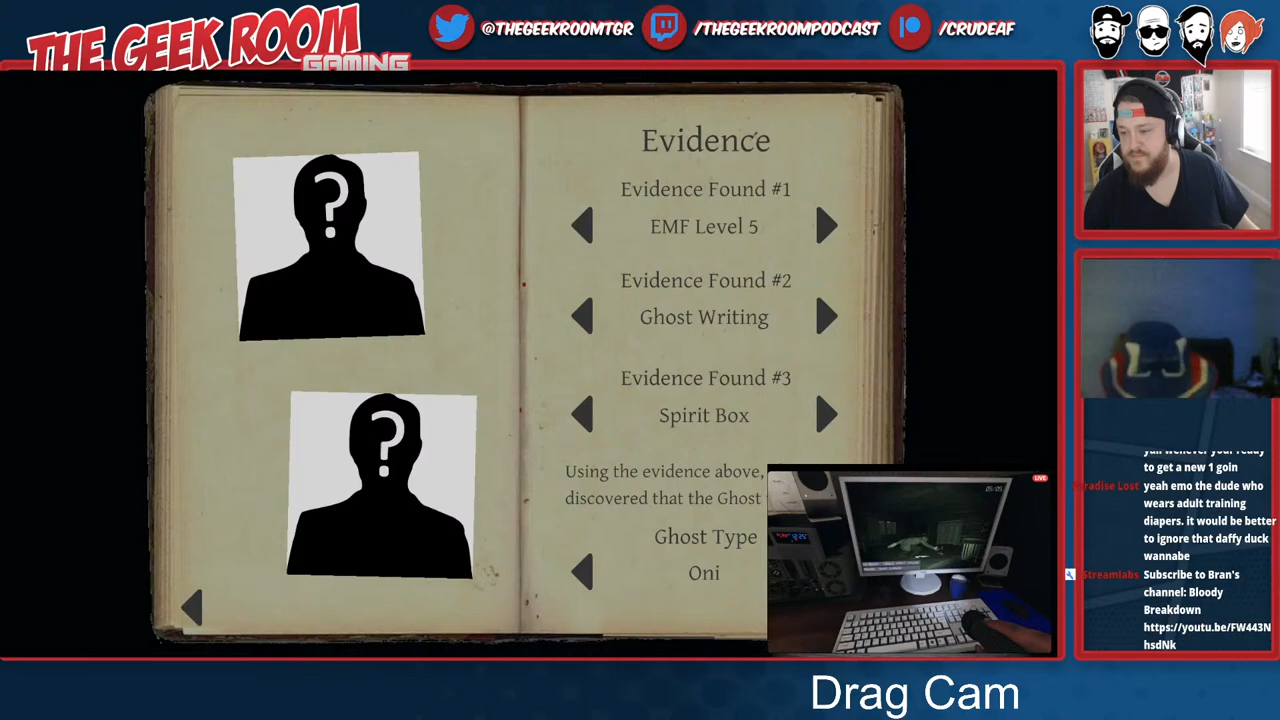 THE GEEK ROOM
GAMING
@THEGEEKROOMTGR
/THEGEEKROOMPODCAST
/CRUDEAF
Evidence
Evidence Found #1
EMF Level 5
Evidence Found #2
Ghost Writing
Evidence Found #3
Spirit Box
Using the evidence above,
discovered that the Ghost
Ghost Type
Oni
LIVE
to get a new 1 goin
yeah emo the dude who
wears adult training
diapers. it would be better
to ignore that daffy duck
wannabe
Streamlabs Subscribe to Bran's
channel: Bloody
Breakdown
https://youtu.be/FW443N
hsdNk
Drag Cam